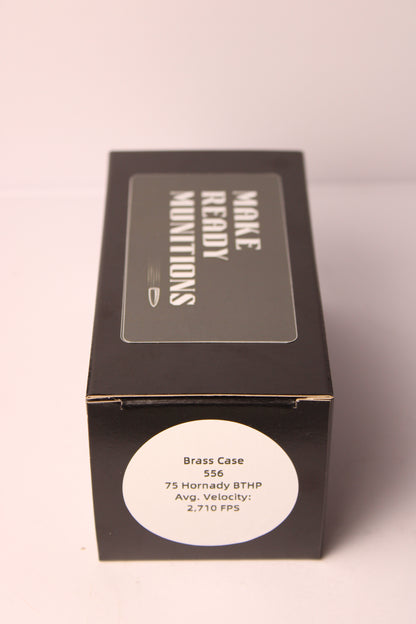 MAKE
READY
MUNITIONS
Brass Case
556
75 Hornady BTHP
Avg. Velocity:
2,710 FPS